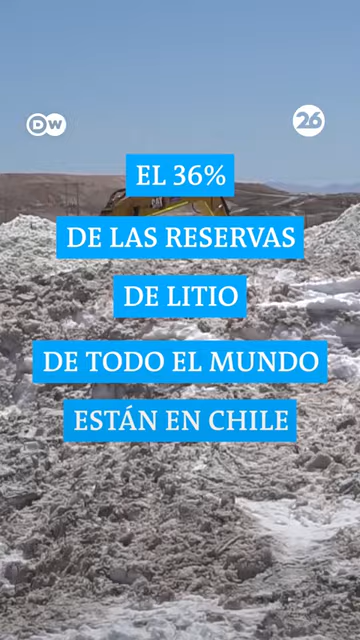 DW
26
EL 36%
DE LAS RESERVAS
DE LITIO
DE TODO EL MUNDO
ESTÁN EN CHILE